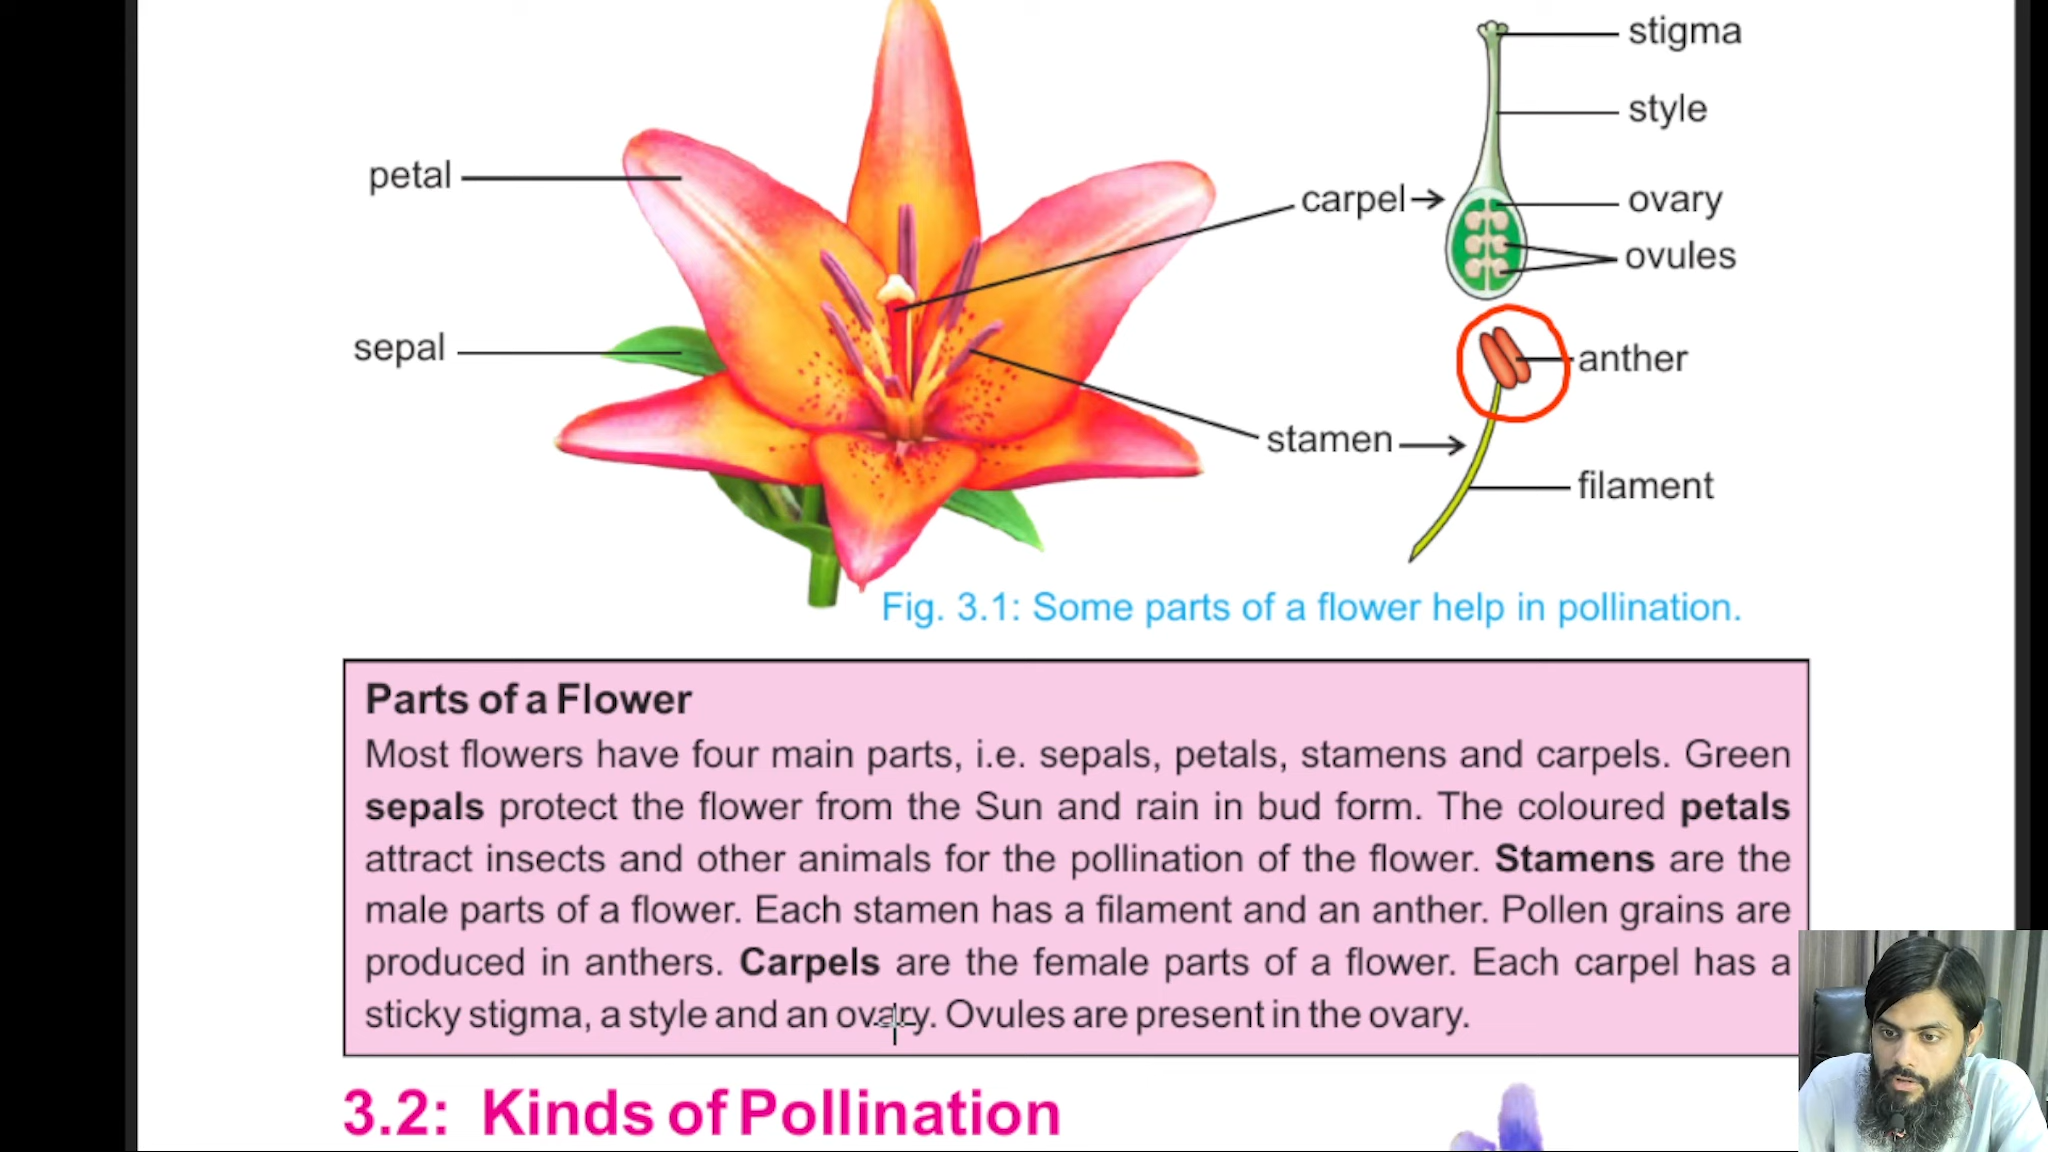 stigma
style
petal
carpel
ovary
ovules
sepal
anther
stamen
filament
Fig. 3.1: Some parts of a flower help in pollination.
Parts of a Flower
Most flowers have four main parts, i.e. sepals, petals, stamens and carpels. Green
sepals protect the flower from the Sun and rain in bud form. The coloured petals
attract insects and other animals for the pollination of the flower. Stamens are the
male parts of a flower. Each stamen has a filament and an anther. Pollen grains are
produced in anthers. Carpels are the female parts of a flower. Each carpel has a
sticky stigma, a style and an ovary. Ovules are present in the ovary.
3.2: Kinds of Pollination